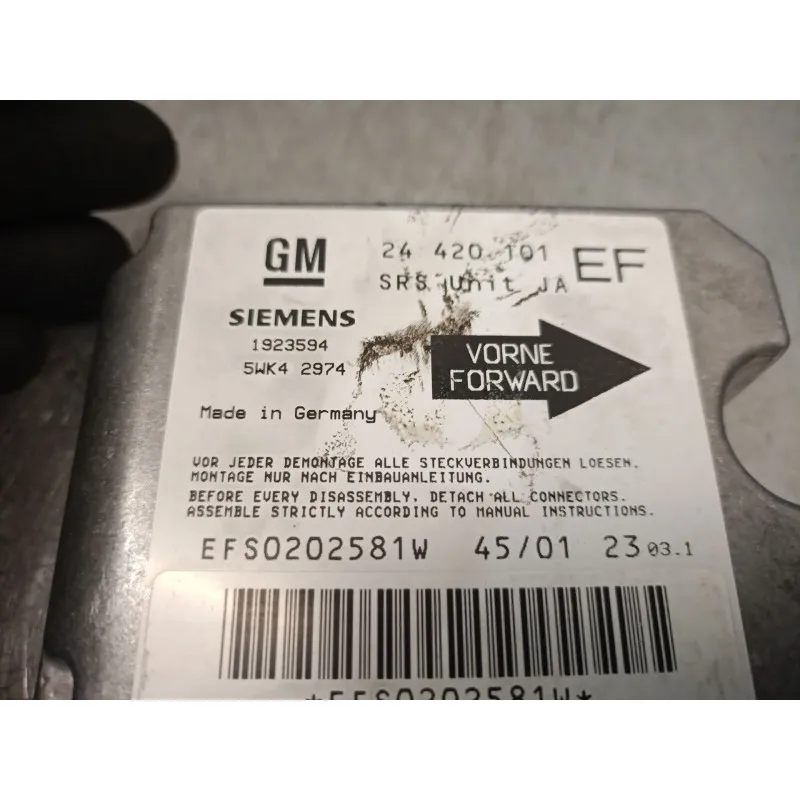 GM
24 420 101
EF
SRS Unit JA
SIEMENS
1923594
5WK4 2974
VORNE
FORWARD
Made in Germany
VOR JEDER DEMONTAGE ALLE STECKVERBINDUNGEN LOESEN.
MONTAGE NUR NACH EINBAUANLEITUNG.
BEFORE EVERY DISASSEMBLY, DETACH ALL CONNECTORS.
ASSEMBLE STRICTLY ACCORDING TO MANUAL INSTRUCTIONS.
EFS0202581W 45/01 23 03.1
*EFS0202581W*